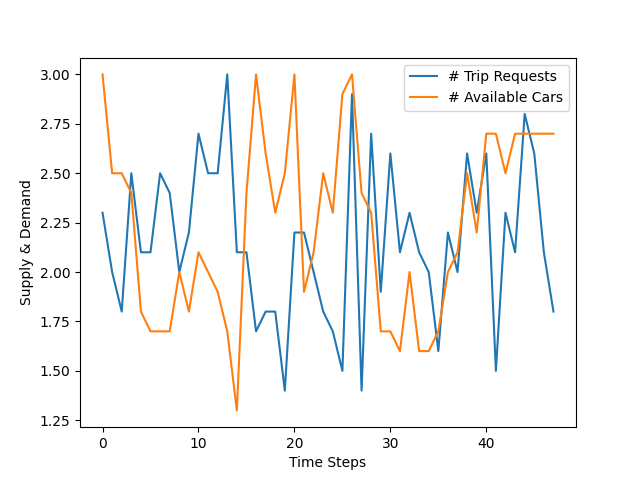 # Trip Requests
# Available Cars
Supply & Demand
3.00
2.75
2.50
2.25
2.00
1.75
1.50
1.25
0 10 20 30 40
Time Steps